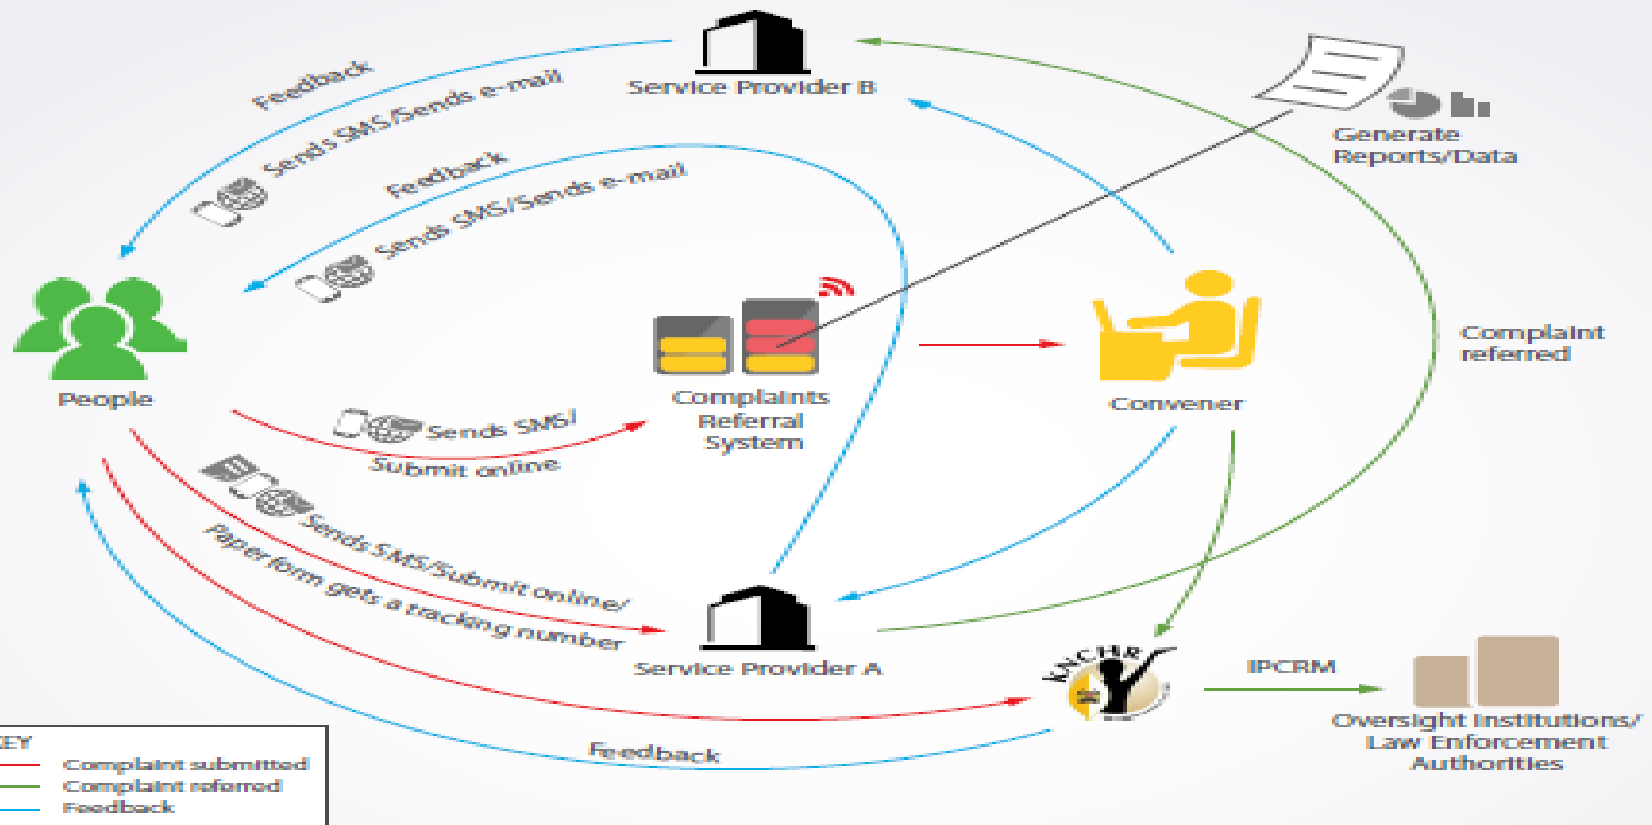 Service Provider B
Feedback
Sends SMS/Sends e-mail
Feedback
Sends SMS/Sends e-mail
Generate
Reports/Data
People
Complaints
Referral
System
Convener
Complaint
referred
Sends SMS/
Submit online
Sends SMS/Submit online/
Paper form gets a tracking number
Service Provider A
KNCHR
IPCRM
Oversight Institutions/
Law Enforcement
Authorities
Feedback
KEY
Complaint submitted
Complaint referred
Feedback